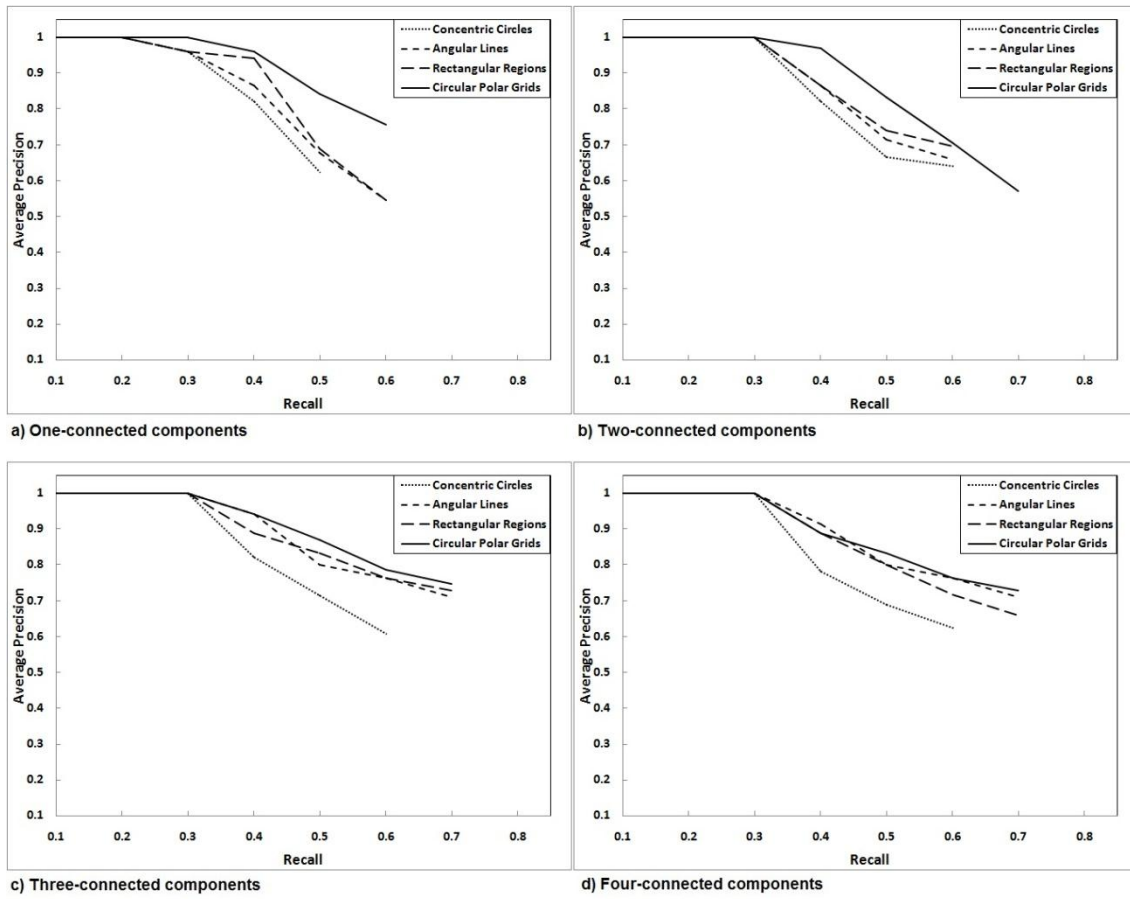 Concentric Circles
Angular Lines
Rectangular Regions
Circular Polar Grids
1
0.9
0.8
0.7
0.6
0.5
0.4
0.3
0.2
0.1
Average Precision
0.1 0.2 0.3 0.4 0.5 0.6 0.7 0.8
Recall
a) One-connected components
Concentric Circles
Angular Lines
Rectangular Regions
Circular Polar Grids
1
0.9
0.8
0.7
0.6
0.5
0.4
0.3
0.2
0.1
Average Precision
0.1 0.2 0.3 0.4 0.5 0.6 0.7 0.8
Recall
b) Two-connected components
Concentric Circles
Angular Lines
Rectangular Regions
Circular Polar Grids
1
0.9
0.8
0.7
0.6
0.5
0.4
0.3
0.2
0.1
Average Precision
0.1 0.2 0.3 0.4 0.5 0.6 0.7 0.8
Recall
c) Three-connected components
Concentric Circles
Angular Lines
Rectangular Regions
Circular Polar Grids
1
0.9
0.8
0.7
0.6
0.5
0.4
0.3
0.2
0.1
Average Precision
0.1 0.2 0.3 0.4 0.5 0.6 0.7 0.8
Recall
d) Four-connected components